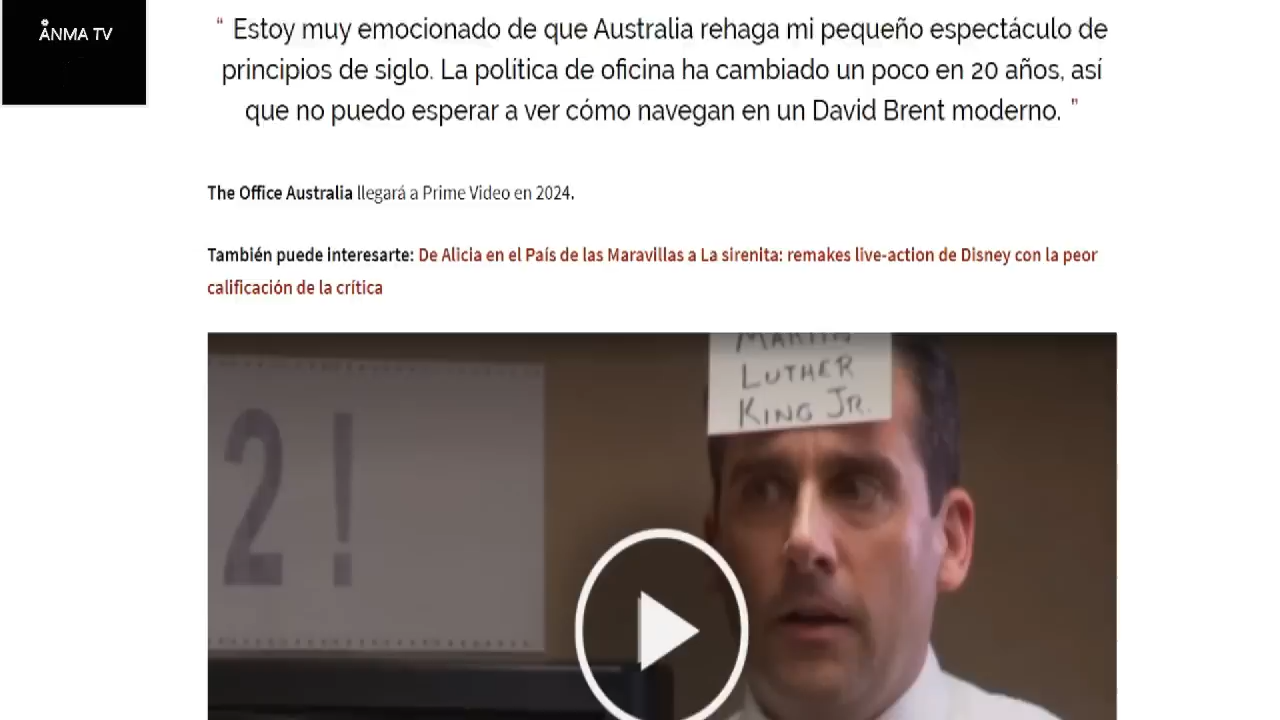 ÅNMA TV
“ Estoy muy emocionado de que Australia rehaga mi pequeño espectáculo de
principios de siglo. La política de oficina ha cambiado un poco en 20 años, así
que no puedo esperar a ver cómo navegan en un David Brent moderno. ”
The Office Australia llegará a Prime Video en 2024.
También puede interesarte: De Alicia en el País de las Maravillas a La sirenita: remakes live-action de Disney con la peor
calificación de la crítica
MARTIN
LUTHER
KING JR.
2!